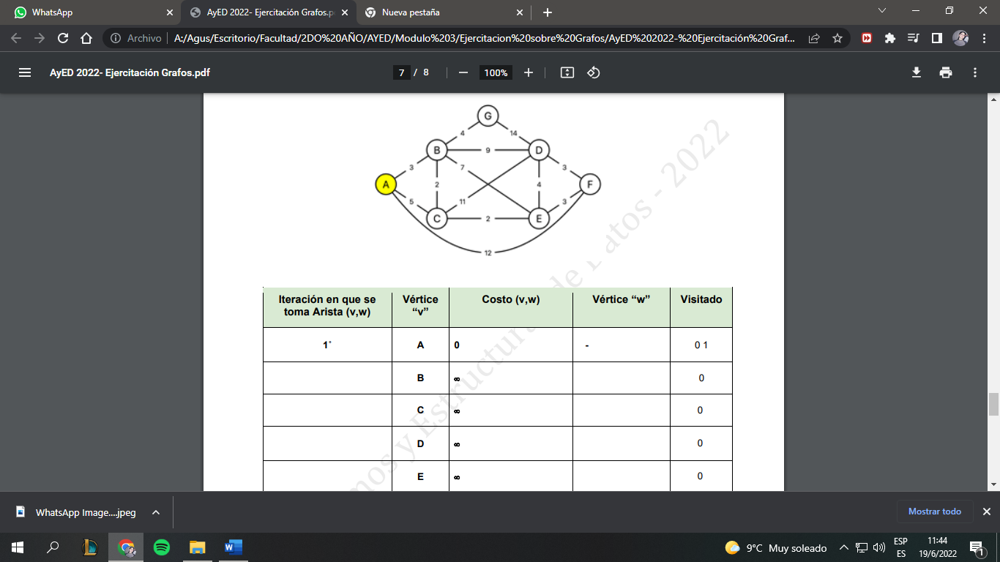 WhatsApp
AyED 2022- Ejercitación Grafos.p
Nueva pestaña
Archivo
A:/Agus/Escritorio/Facultad/2DO%20AÑO/AYED/Modulo%203/Ejercitacion%20sobre%20Grafos/AyED%202022-%20Ejercitación%20Graf...
AyED 2022- Ejercitación Grafos.pdf
7 / 8
100%
G
4 14
B 9 D
3 7 3
A 2 4 F
5 11 3
C 2 E
12
mos y Estructura de Datos - 2022
Iteración en que se toma Arista (v,w) Vértice “v” Costo (v,w) Vértice “w” Visitado
1° A 0 - 0 1
B ∞ 0
C ∞ 0
D ∞ 0
E ∞ 0
WhatsApp Image....jpeg
Mostrar todo
9°C Muy soleado
ESP
ES
11:44
19/6/2022
1